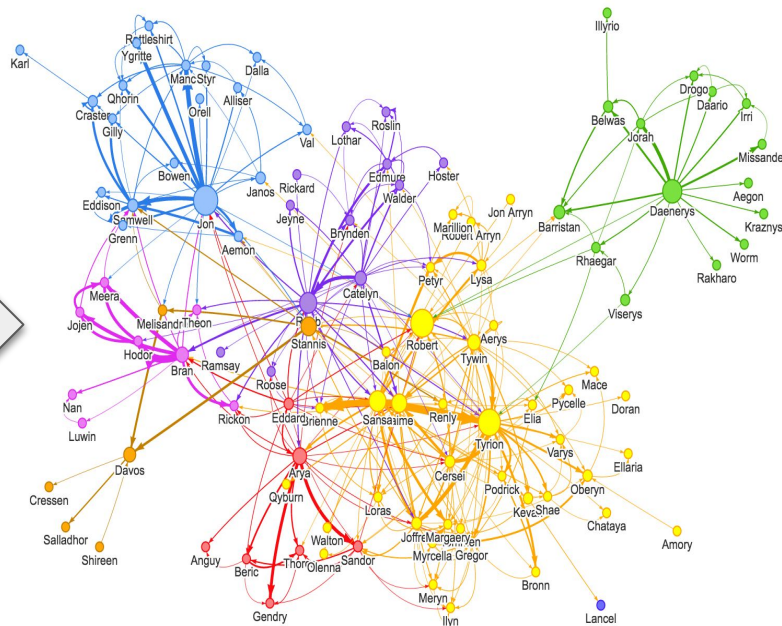 Illyrio
Rattleshirt
Ygritte
Karl
Styr
Dalla
Drogo
Daario
Qhorin
Alliser
Irri
Craster
Orell
Belwas
Gilly
Roslin
Jorah
Val
Lothar
Missande
Bowen
Edmure
Hoster
Janos
Rickard
Walder
Aegon
Eddison
Daenerys
Samwell
Jon
Jeyne
Jon Arryn
Kraznys
Grenn
Marillion
Barristan
Brynden
Robert Arryn
Aemon
Worm
Rhaegar
Rakharo
Petyr
Lysa
Catelyn
Meera
Viserys
Melisandr
Theon
Jojen
Stannis
Aerys
Robert
Hodor
Tywin
Bran
Ramsay
Balon
Roose
Mace
Nan
Pycelle
Doran
Rickon
Eddard
Renly
Elia
Luwin
Tyrion
Varys
Davos
Ellaria
Arya
Cersei
Podrick
Oberyn
Cressen
Qyburn
Loras
Shae
Salladhor
Chataya
Walton
Joffre
Margaery
Amory
Shireen
Anguy
Olenna
Sandor
Myrcella
Gregor
Beric
Bronn
Meryn
Gendry
Ilyn
Lancel